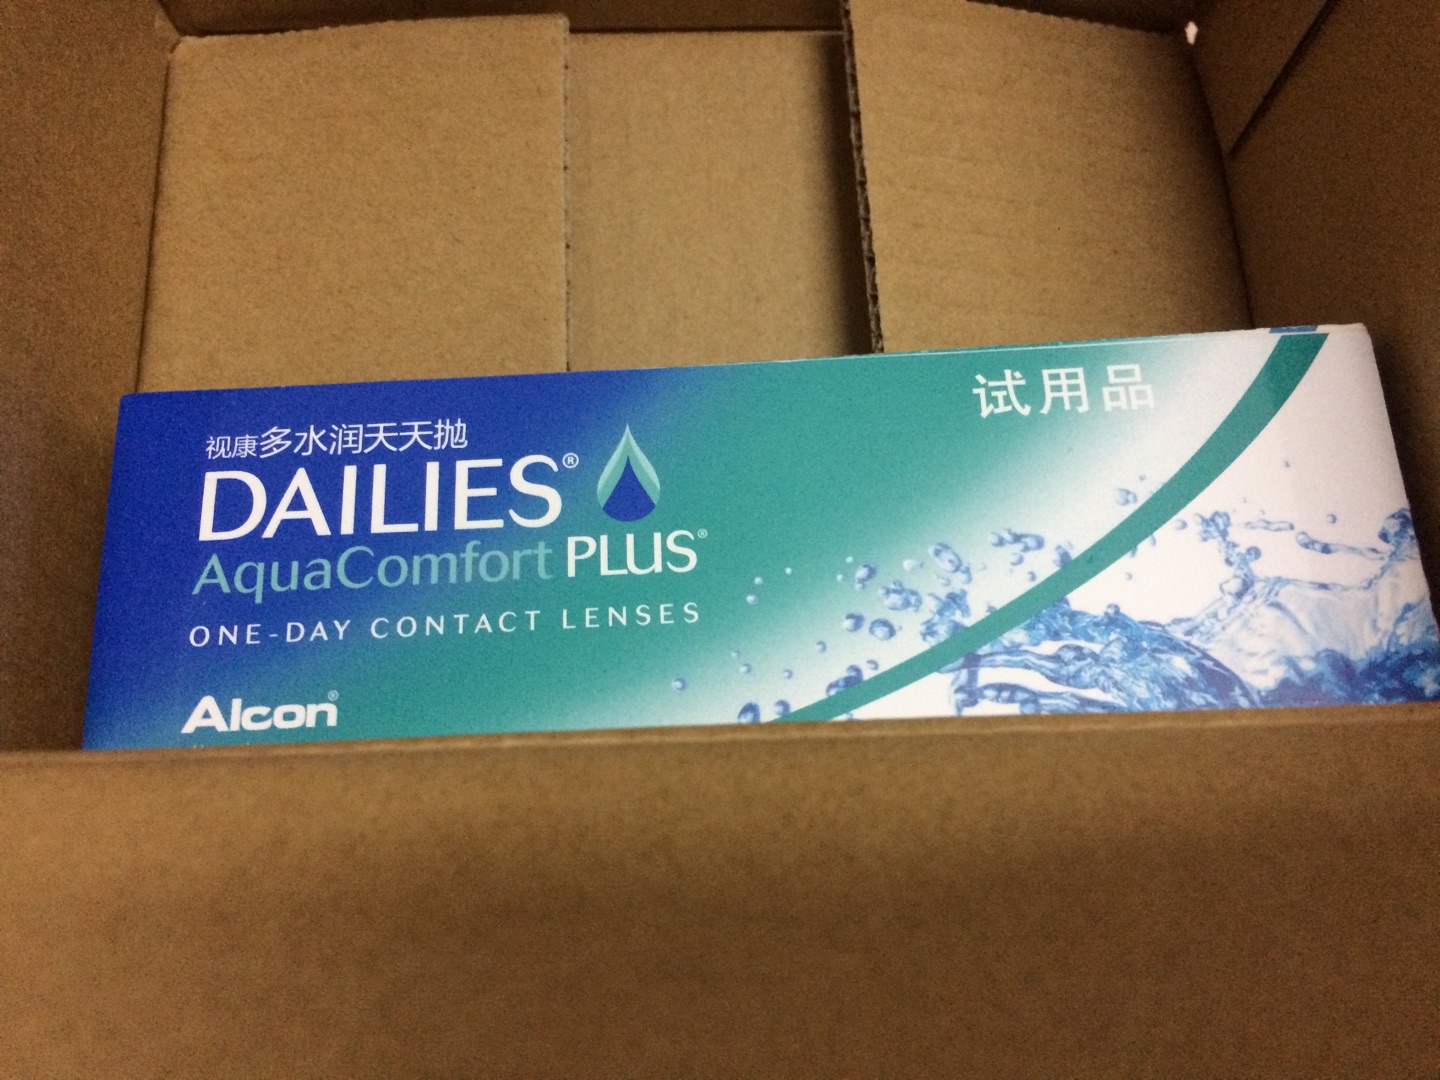 试用品
视康多水润天天抛
DAILIES®
AquaComfort PLUS®
ONE-DAY CONTACT LENSES
Alcon®